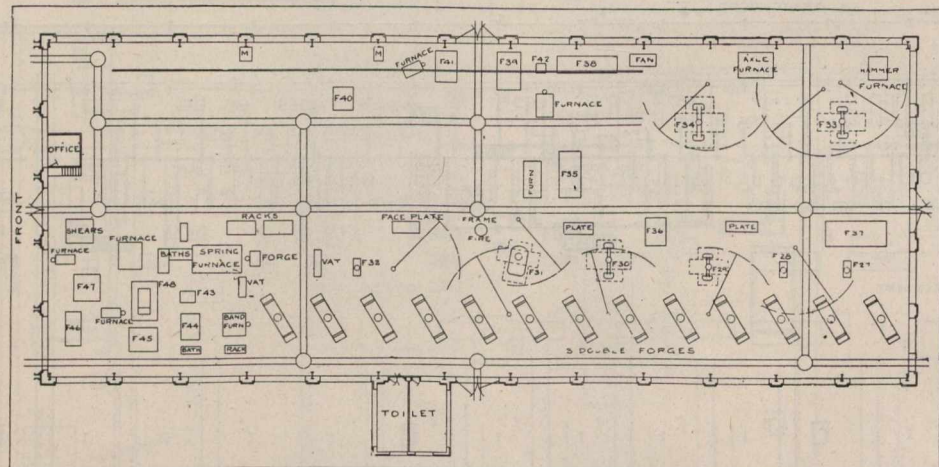 M
M
FURNACE
F41
F39
F42
F38
FAN
AXLE
FURNACE
HAMMER
FURNACE
F40
FURNACE
F34
F33
OFFICE
FURN
F35
FRONT
SHEARS
FURNACE
RACKS
FACE PLATE
FRAME
FIRE
PLATE
F36
PLATE
F37
FURNACE
BATHS
SPRING
FURNACE
FORGE
VAT
F32
F31
F30
F29
F28
F27
F47
F48
F43
VAT
F46
FURNACE
F45
F44
BAND
FURN
BATH
RACK
3 DOUBLE FORGES
TOILET